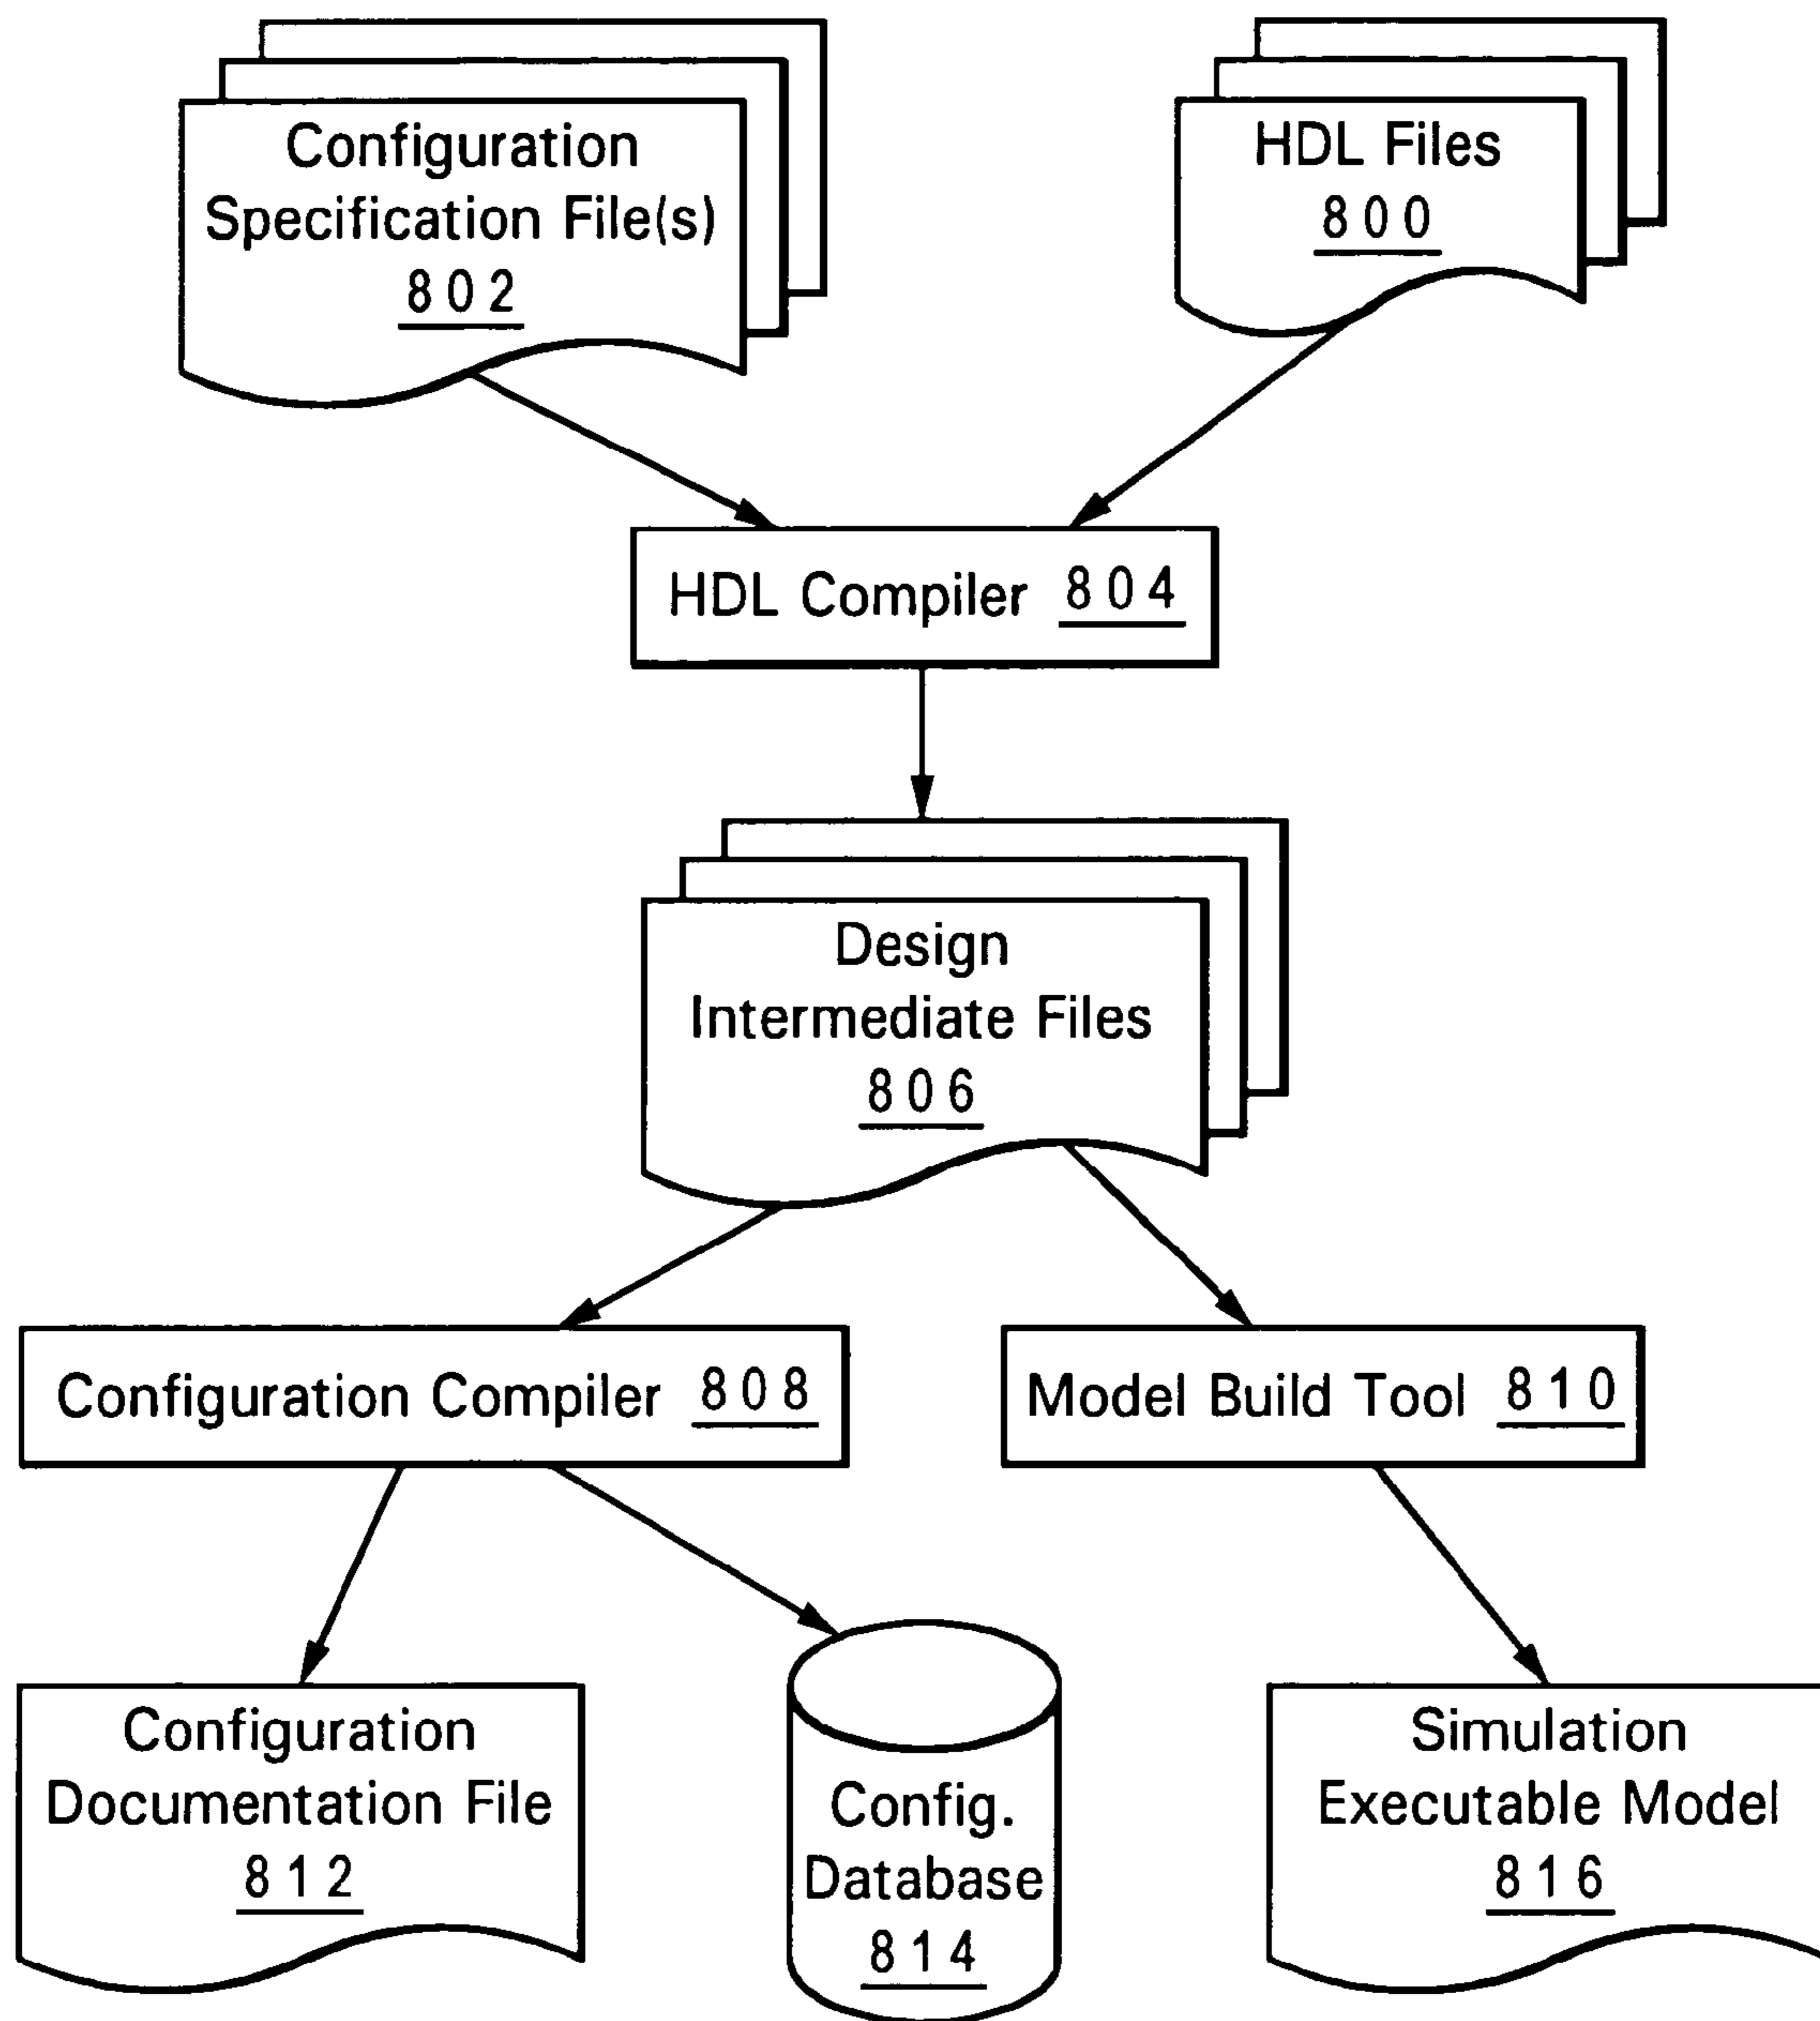 Configuration
Specification File(s)
802
HDL Files
800
HDL Compiler 804
Design
Intermediate Files
806
Configuration Compiler 808
Model Build Tool 810
Configuration
Documentation File
812
Config.
Database
814
Simulation
Executable Model
816